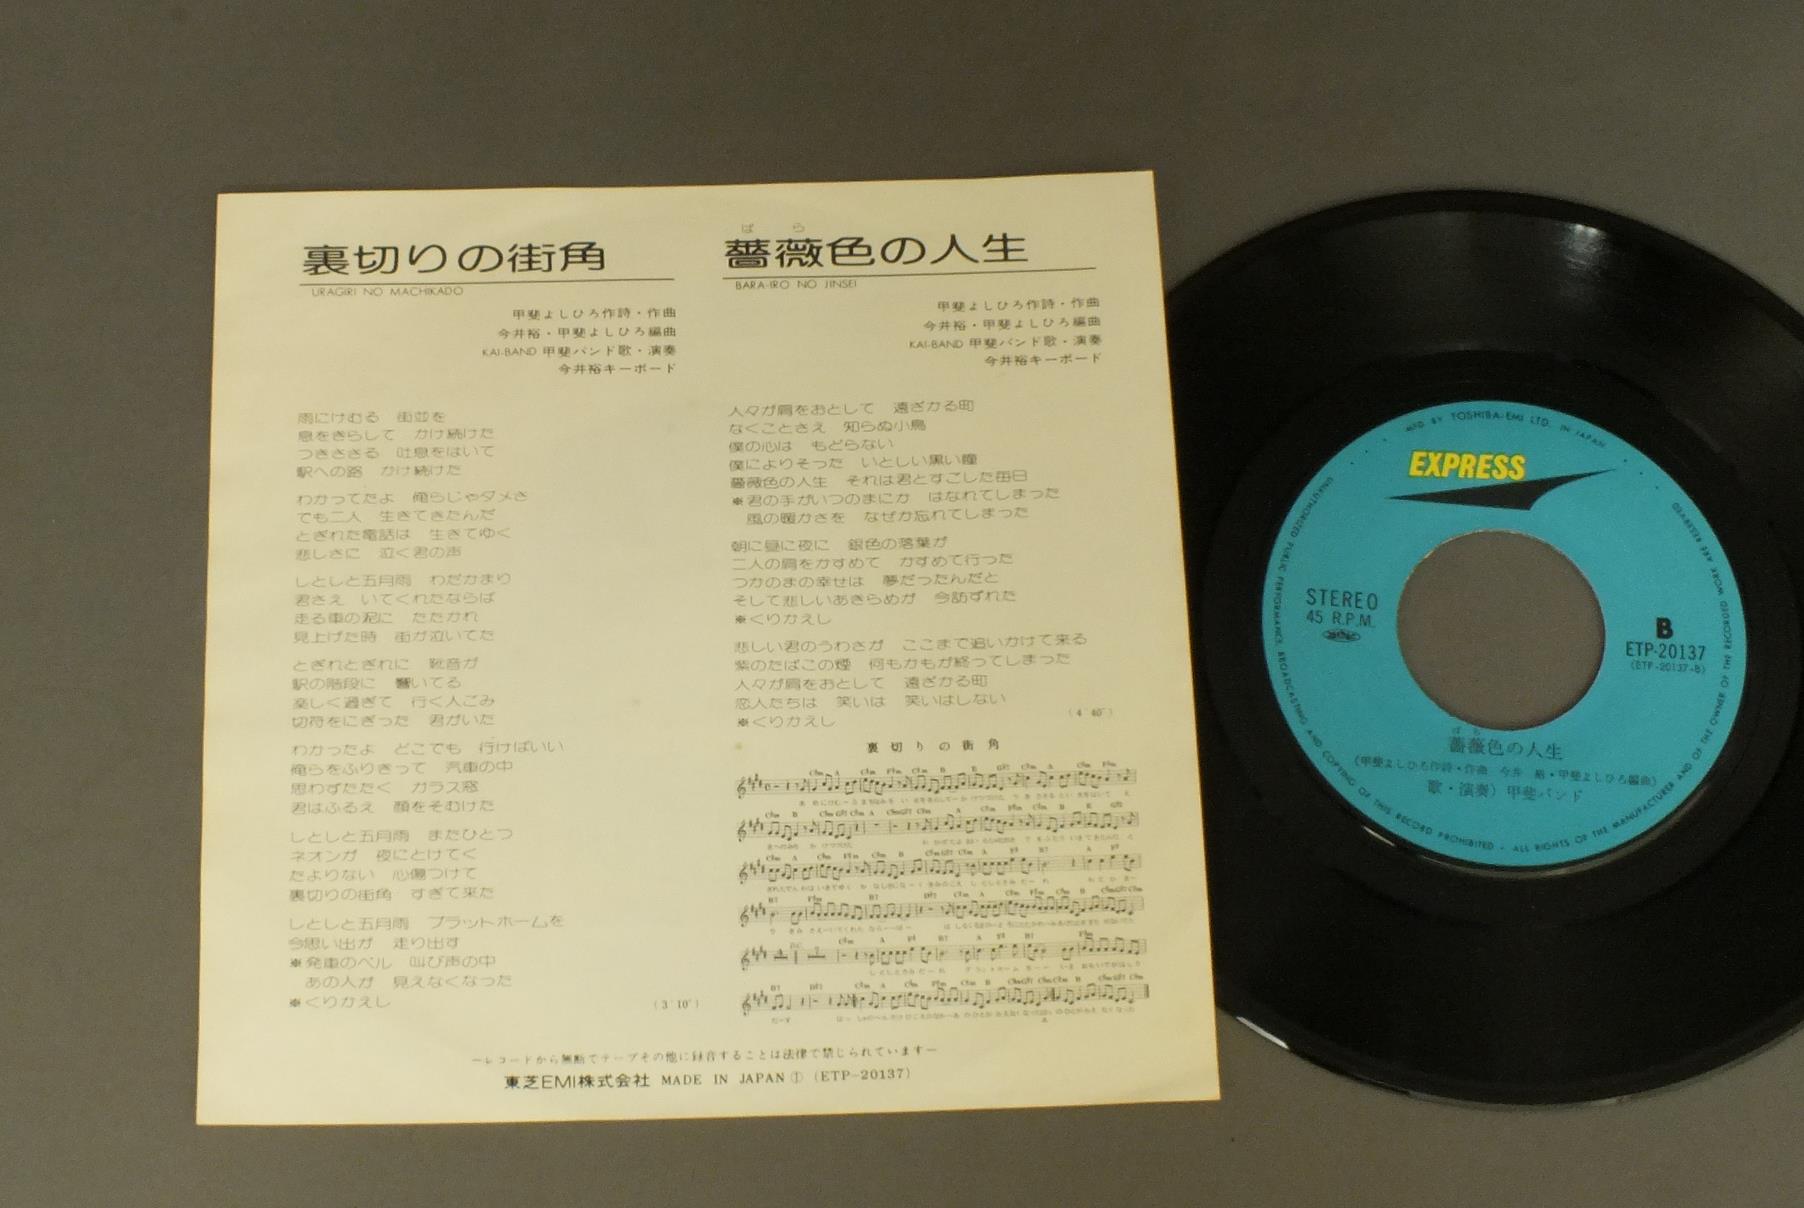 裏切りの街角
URAGIRI NO MACHIKADO
甲斐よしひろ作詩・作曲
今井裕・甲斐よしひろ編曲
KAI-BAND 甲斐バンド歌・演奏
今井裕キーボード
雨にけむる 街並を
息をきらして かけ続けた
つきささる 吐息をはいて
駅への路 かけ続けた
わかってたよ 俺らじゃダメさ
でも二人 生きてきたんだ
とぎれた電話は 生きてゆく
悲しさに 泣く君の声
しとしと五月雨 わだかまり
君さえ いてくれたならば
走る車の泥に たたかれ
見上げた時 街が泣いてた
とぎれとぎれに 靴音が
駅の階段に 響いてる
楽しく過ぎて 行く人ごみ
切符をにぎった 君がいた
わかったよ どこでも 行けばいい
俺らをふりきって 汽車の中
思わずたたく ガラス窓
君はふるえ 顔をそむけた
しとしと五月雨 またひとつ
ネオンが 夜にとけてく
たよりない 心傷つけて
裏切りの街角 すぎて来た
しとしと五月雨 プラットホームを
今思い出が 走り出す
※発車のベル 叫び声の中
あの人が 見えなくなった
※くりかえし
(3′10″)
ばら
薔薇色の人生
BARA-IRO NO JINSEI
甲斐よしひろ作詩・作曲
今井裕・甲斐よしひろ編曲
KAI-BAND 甲斐バンド歌・演奏
今井裕キーボード
人々が肩をおとして 遠ざかる町
なくことさえ 知らぬ小鳥
僕の心は もどらない
僕によりそった いとしい黒い瞳
薔薇色の人生 それは君とすごした毎日
※君の手がいつのまにか はなれてしまった
風の暖かさを なぜか忘れてしまった
朝に昼に夜に 銀色の落葉が
二人の肩をかすめて かすめて行った
つかのまの幸せは 夢だったんだと
そして悲しいあきらめが 今訪ずれた
※くりかえし
悲しい君のうわさが ここまで追いかけて来る
紫のたばこの煙 何もかもが終ってしまった
人々が肩をおとして 遠ざかる町
恋人たちは 笑いは 笑いはしない
※くりかえし
(4′40″)
裏切りの街角
―レコードから無断でテープその他に録音することは法律で禁じられています―
東芝EMI株式会社 MADE IN JAPAN ① (ETP-20137)
MFD BY TOSHIBA-EMI LTD. IN JAPAN
EXPRESS
STEREO
45 R.P.M.
B
ETP-20137
(ETP-20137-B)
ばら
薔薇色の人生
(甲斐よしひろ作詩・作曲 今井 裕・甲斐よしひろ編曲)
歌・演奏) 甲斐バンド
UNAUTHORIZED PUBLIC PERFORMANCE, BROADCASTING AND COPYING OF THIS RECORD PROHIBITED・ALL RIGHTS OF THE MANUFACTURER AND OF THE OWNER OF THE RECORDED WORK ARE RESERVED